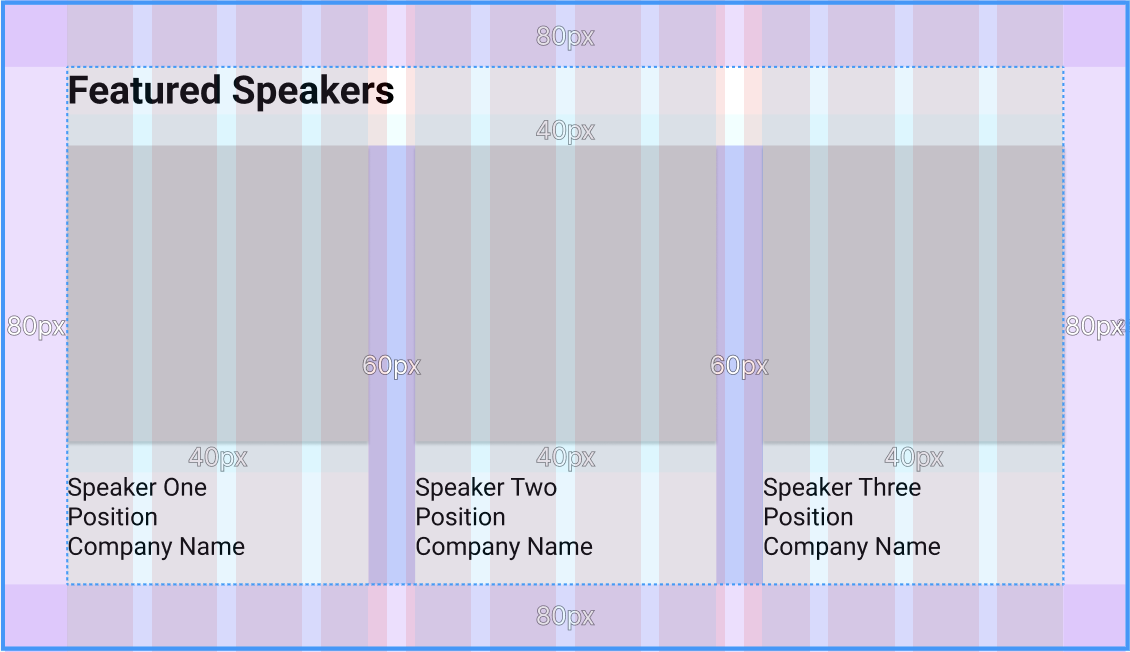 80px
Featured Speakers
40px
80px
80px
60px
60px
40px
40px
40px
Speaker One
Position
Company Name
Speaker Two
Position
Company Name
Speaker Three
Position
Company Name
80px